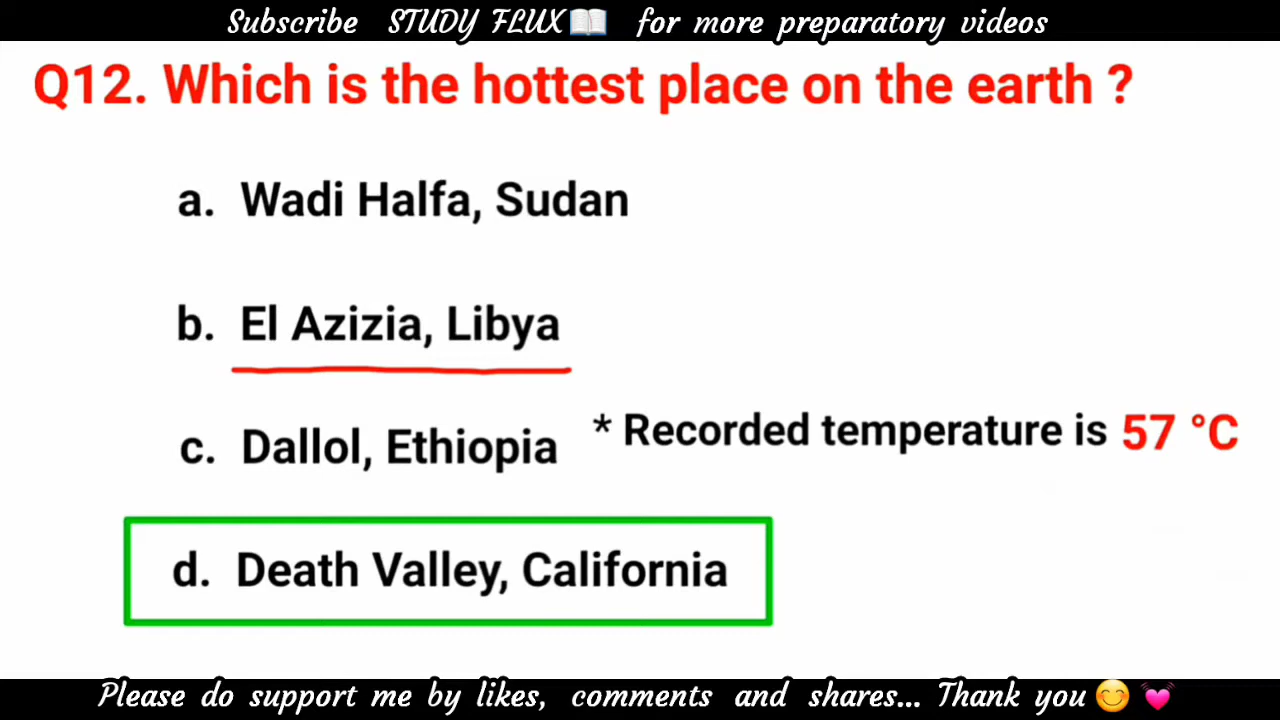 Subscribe STUDY FLUX📖 for more preparatory videos
Q12. Which is the hottest place on the earth ?
a. Wadi Halfa, Sudan
b. El Azizia, Libya
c. Dallol, Ethiopia
* Recorded temperature is 57 °C
d. Death Valley, California
Please do support me by likes, comments and shares... Thank you 😊 💓